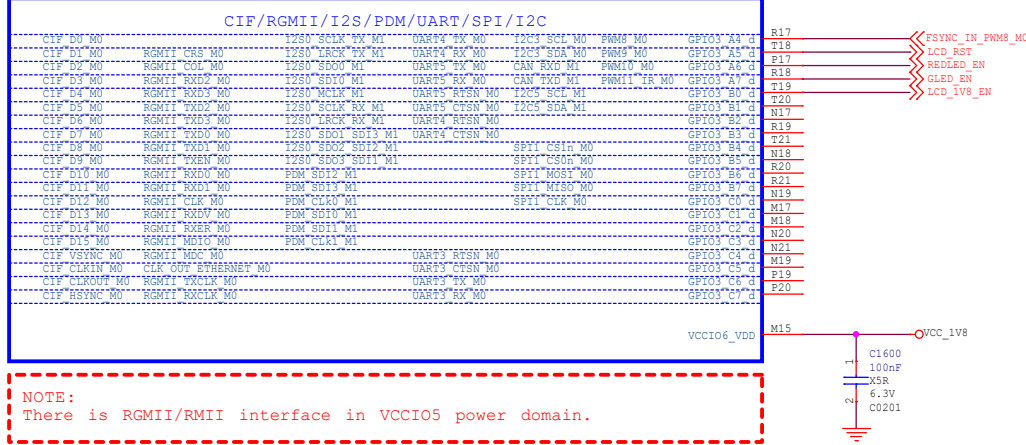 CIF/RGMII/I2S/PDM/UART/SPI/I2C
CIF_D0_M0 I2S0_SCLK_TX_M1 UART4_TX_M0 I2C3_SCL_M0 PWM8_M0 GPIO3_A4_d R17 FSYNC_IN_PWM8_M0
CIF_D1_M0 RGMII_CRS_M0 I2S0_LRCK_TX_M1 UART4_RX_M0 I2C3_SDA_M0 PWM9_M0 GPIO3_A5_d T18 LCD_RST
CIF_D2_M0 RGMII_COL_M0 I2S0_SDO0_M1 UART5_TX_M0 CAN_RXD_M1 PWM10_M0 GPIO3_A6_d P17 REDLED_EN
CIF_D3_M0 RGMII_RXD2_M0 I2S0_SDI0_M1 UART5_RX_M0 CAN_TXD_M1 PWM11_IR_M0 GPIO3_A7_d R18 GLED_EN
CIF_D4_M0 RGMII_RXD3_M0 I2S0_MCLK_M1 UART5_RTSN_M0 I2C5_SCL_M1 GPIO3_B0_d T19 LCD_1V8_EN
CIF_D5_M0 RGMII_TXD2_M0 I2S0_SCLK_RX_M1 UART5_CTSN_M0 I2C5_SDA_M1 GPIO3_B1_d T20
CIF_D6_M0 RGMII_TXD3_M0 I2S0_LRCK_RX_M1 UART4_RTSN_M0 GPIO3_B2_d N17
CIF_D7_M0 RGMII_TXD0_M0 I2S0_SDO1_SDI3_M1 UART4_CTSN_M0 GPIO3_B3_d R19
CIF_D8_M0 RGMII_TXD1_M0 I2S0_SDO2_SDI2_M1 SPI1_CS1n_M0 GPIO3_B4_d T21
CIF_D9_M0 RGMII_TXEN_M0 I2S0_SDO3_SDI1_M1 SPI1_CS0n_M0 GPIO3_B5_d N18
CIF_D10_M0 RGMII_RXD0_M0 PDM_SDI2_M1 SPI1_MOSI_M0 GPIO3_B6_d R20
CIF_D11_M0 RGMII_RXD1_M0 PDM_SDI3_M1 SPI1_MISO_M0 GPIO3_B7_d R21
CIF_D12_M0 RGMII_CLK_M0 PDM_CLk0_M1 SPI1_CLK_M0 GPIO3_C0_d N19
CIF_D13_M0 RGMII_RXDV_M0 PDM_SDI0_M1 GPIO3_C1_d M17
CIF_D14_M0 RGMII_RXER_M0 PDM_SDI1_M1 GPIO3_C2_d M18
CIF_D15_M0 RGMII_MDIO_M0 PDM_CLk1_M1 GPIO3_C3_d N20
CIF_VSYNC_M0 RGMII_MDC_M0 UART3_RTSN_M0 GPIO3_C4_d N21
CIF_CLKIN_M0 CLK_OUT_ETHERNET_M0 UART3_CTSN_M0 GPIO3_C5_d M19
CIF_CLKOUT_M0 RGMII_TXCLK_M0 UART3_TX_M0 GPIO3_C6_d P19
CIF_HSYNC_M0 RGMII_RXCLK_M0 UART3_RX_M0 GPIO3_C7_d P20
VCCIO6_VDD M15 VCC_1V8
1 C1600
100nF
X5R
2 6.3V
C0201
NOTE:
There is RGMII/RMII interface in VCCIO5 power domain.